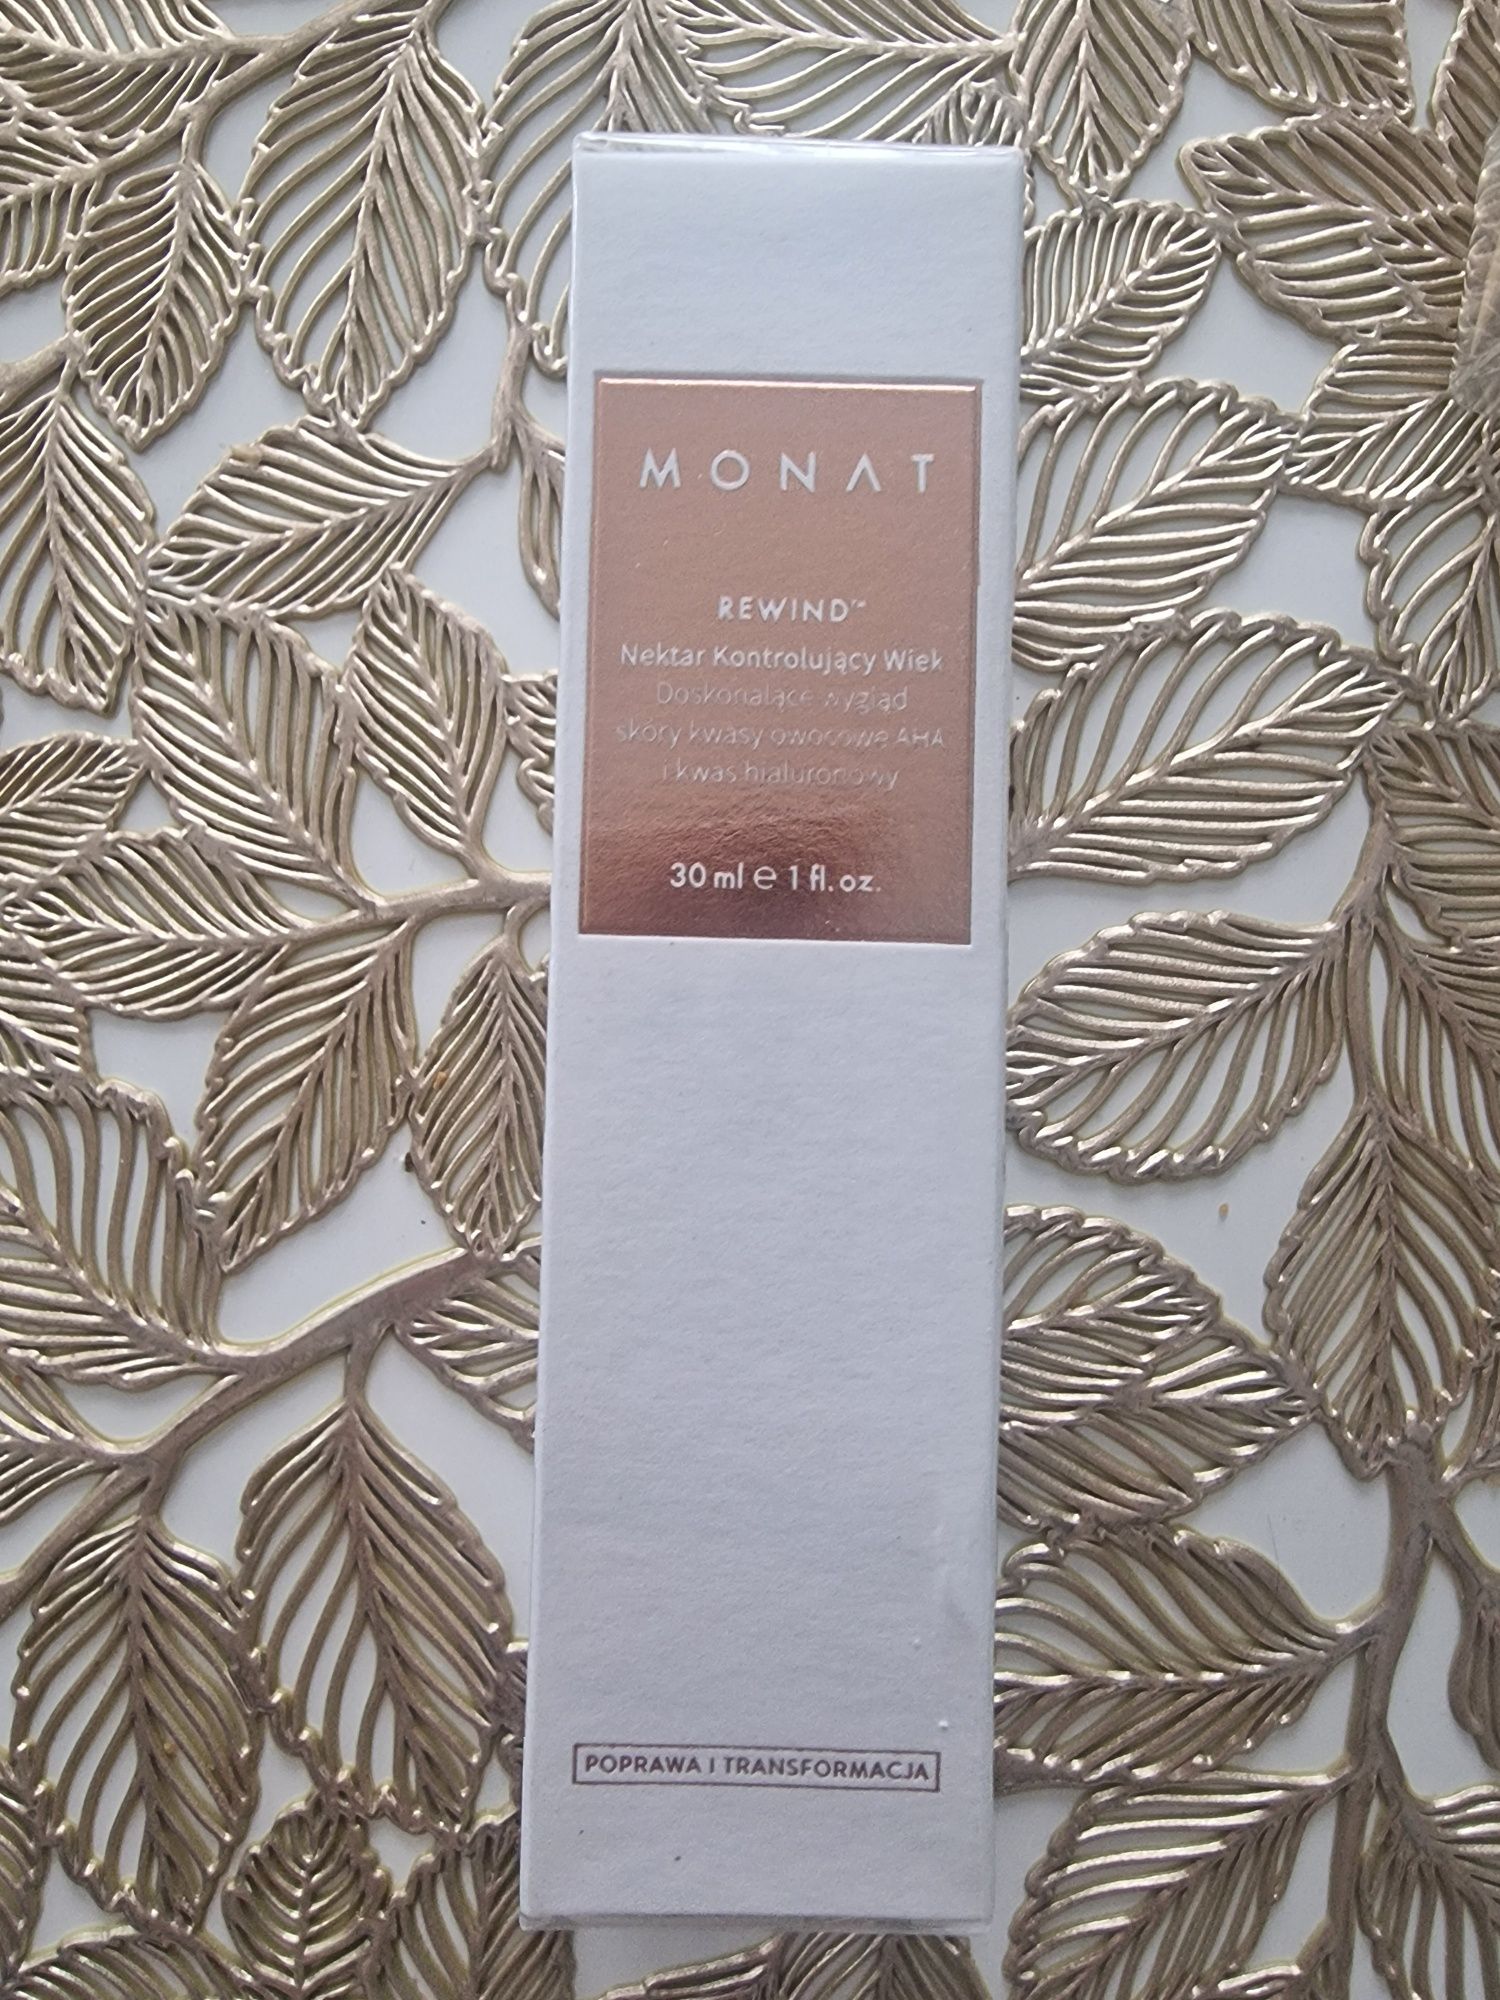 MONAT
REWIND™
Nektar Kontrolujący Wiek
Doskonalące wygląd
skóry kwasy owocowe AHA
i kwas hialuronowy
30 ml e 1 fl. oz.
POPRAWA I TRANSFORMACJA